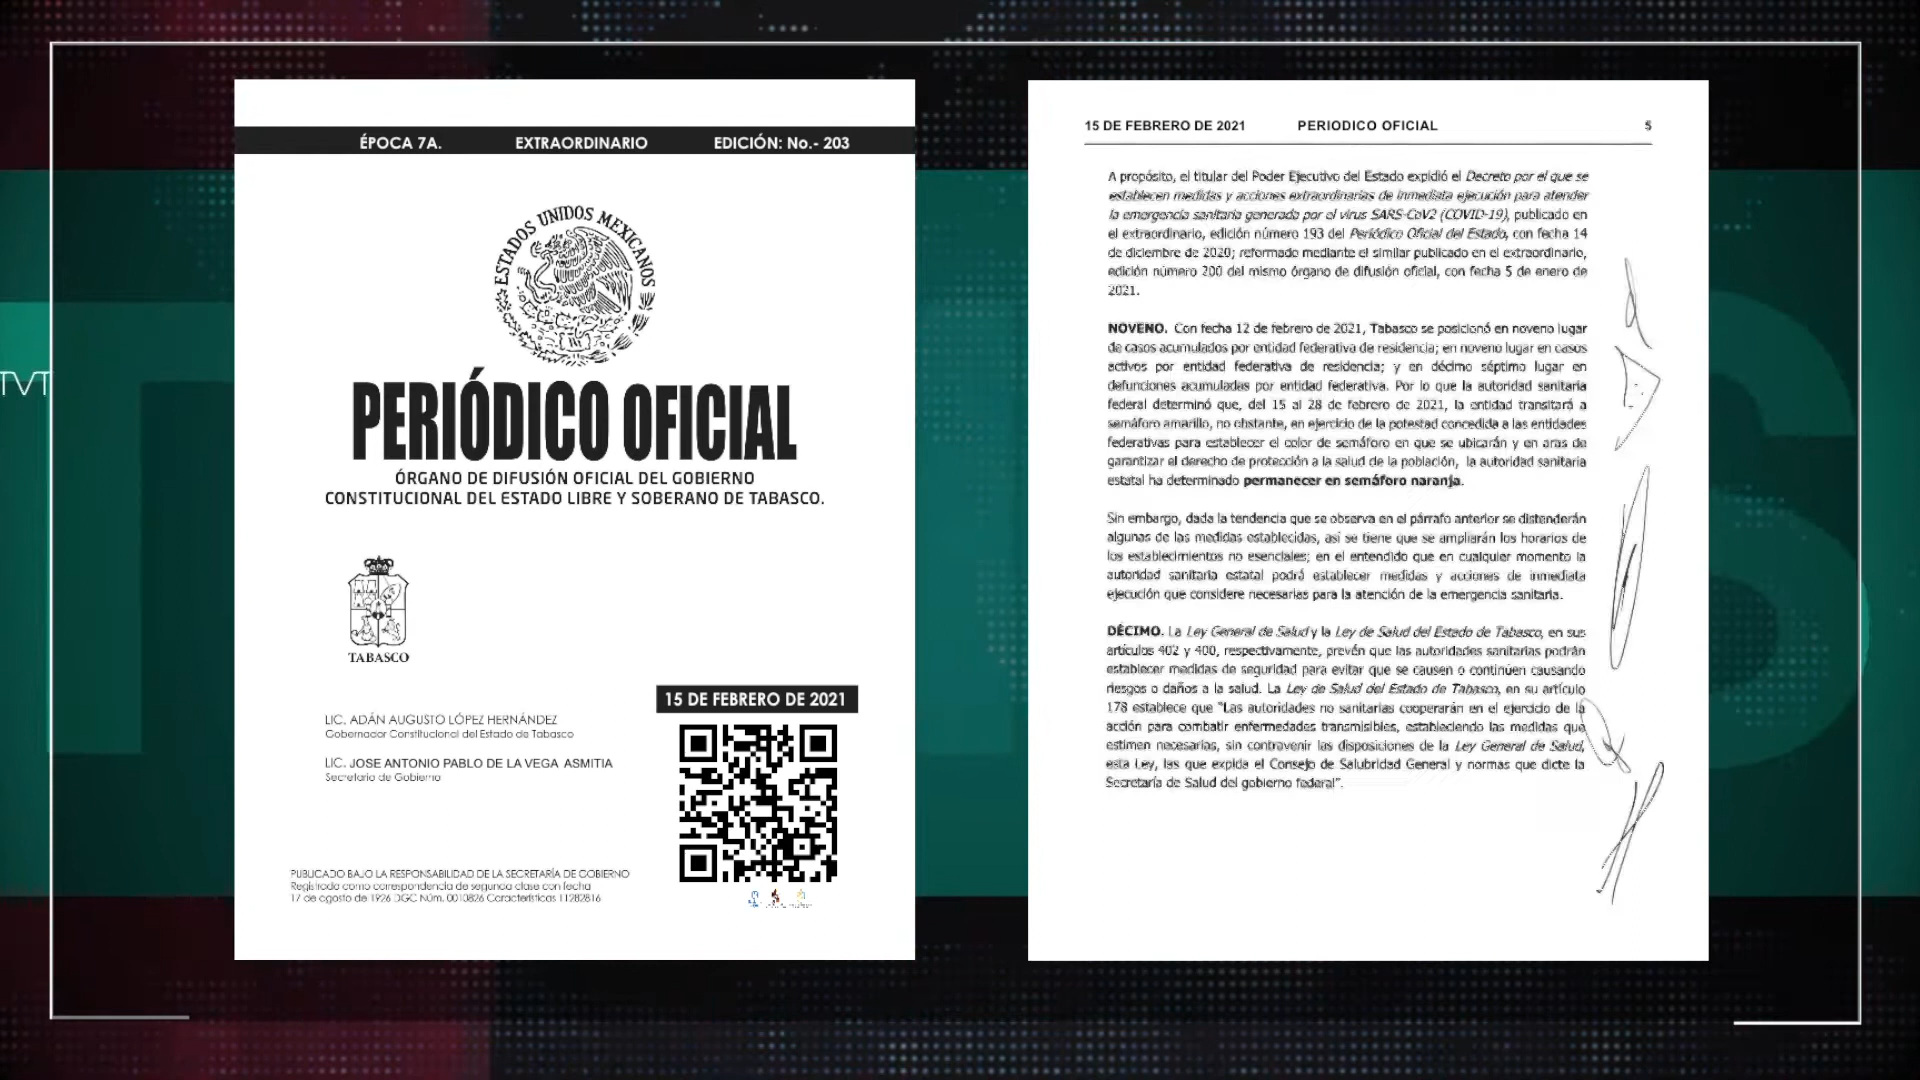 TVT
ÉPOCA 7A. EXTRAORDINARIO EDICIÓN: No.- 203
ESTADOS UNIDOS MEXICANOS
PERIÓDICO OFICIAL
ÓRGANO DE DIFUSIÓN OFICIAL DEL GOBIERNO
CONSTITUCIONAL DEL ESTADO LIBRE Y SOBERANO DE TABASCO.
TABASCO
15 DE FEBRERO DE 2021
LIC. ADÁN AUGUSTO LÓPEZ HERNÁNDEZ
Gobernador Constitucional del Estado de Tabasco
LIC. JOSE ANTONIO PABLO DE LA VEGA ASMITIA
Secretario de Gobierno
PUBLICADO BAJO LA RESPONSABILIDAD DE LA SECRETARÍA DE GOBIERNO
Registrado como correspondencia de segunda clase con fecha
17 de agosto de 1926 DGC Núm. 0010826 Características 11282816
15 DE FEBRERO DE 2021 PERIODICO OFICIAL 5
A propósito, el titular del Poder Ejecutivo del Estado expidió el Decreto por el que se
establecen medidas y acciones extraordinarias de inmediata ejecución para atender
la emergencia sanitaria generada por el virus SARS-CoV2 (COVID-19), publicado en
el extraordinario, edición número 193 del Periódico Oficial del Estado, con fecha 14
de diciembre de 2020; reformado mediante el similar publicado en el extraordinario,
edición número 200 del mismo órgano de difusión oficial, con fecha 5 de enero de
2021.
NOVENO. Con fecha 12 de febrero de 2021, Tabasco se posicionó en noveno lugar
de casos acumulados por entidad federativa de residencia; en noveno lugar en casos
activos por entidad federativa de residencia; y en décimo séptimo lugar en
defunciones acumuladas por entidad federativa. Por lo que la autoridad sanitaria
federal determinó que, del 15 al 28 de febrero de 2021, la entidad transitará a
semáforo amarillo, no obstante, en ejercicio de la potestad concedida a las entidades
federativas para establecer el color de semáforo en que se ubicarán y en aras de
garantizar el derecho de protección a la salud de la población, la autoridad sanitaria
estatal ha determinado permanecer en semáforo naranja.
Sin embargo, dada la tendencia que se observa en el párrafo anterior se distenderán
algunas de las medidas establecidas, así se tiene que se ampliarán los horarios de
los establecimientos no esenciales; en el entendido que en cualquier momento la
autoridad sanitaria estatal podrá establecer medidas y acciones de inmediata
ejecución que considere necesarias para la atención de la emergencia sanitaria.
DÉCIMO. La Ley General de Salud y la Ley de Salud del Estado de Tabasco, en sus
artículos 402 y 400, respectivamente, prevén que las autoridades sanitarias podrán
establecer medidas de seguridad para evitar que se causen o continúen causando
riesgos o daños a la salud. La Ley de Salud del Estado de Tabasco, en su artículo
178 establece que "Las autoridades no sanitarias cooperarán en el ejercicio de la
acción para combatir enfermedades transmisibles, estableciendo las medidas que
estimen necesarias, sin contravenir las disposiciones de la Ley General de Salud,
esta Ley, las que expida el Consejo de Salubridad General y normas que dicte la
Secretaría de Salud del gobierno federal".